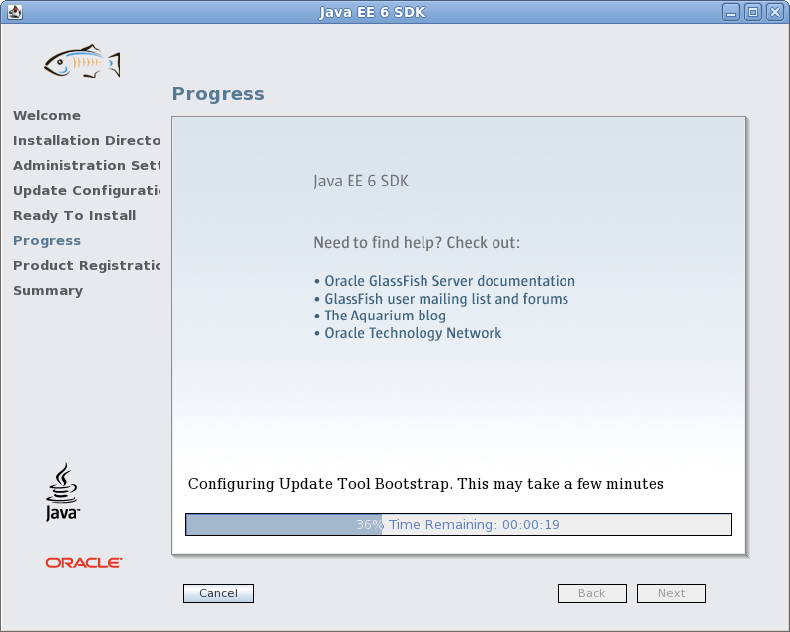 Java EE 6 SDK
Progress
Welcome
Installation Directo
Administration Sett
Update Configurati
Ready To Install
Progress
Product Registratic
Summary
Java EE 6 SDK
Need to find help? Check out:
• Oracle GlassFish Server documentation
• GlassFish user mailing list and forums
• The Aquarium blog
• Oracle Technology Network
Configuring Update Tool Bootstrap. This may take a few minutes
36% Time Remaining: 00:00:19
Java™
ORACLE
Cancel
Back
Next